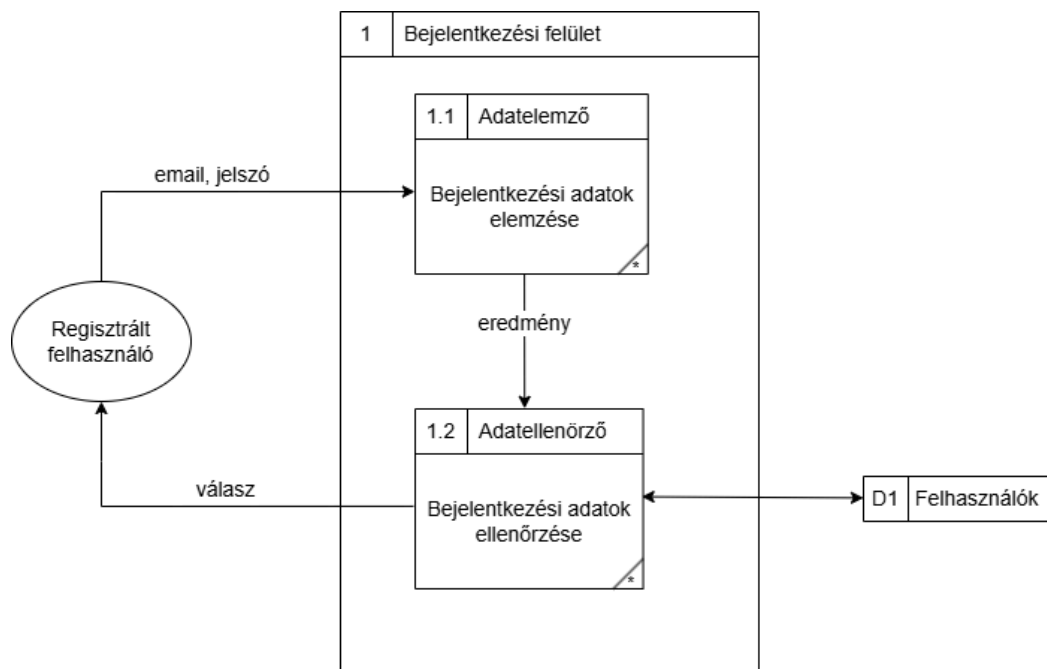 1 Bejelentkezési felület
1.1 Adatelemző
email, jelszó
Bejelentkezési adatok
elemzése
*
Regisztrált
felhasználó
eredmény
1.2 Adatellenörző
válasz
Bejelentkezési adatok
ellenőrzése
*
D1 Felhasználók